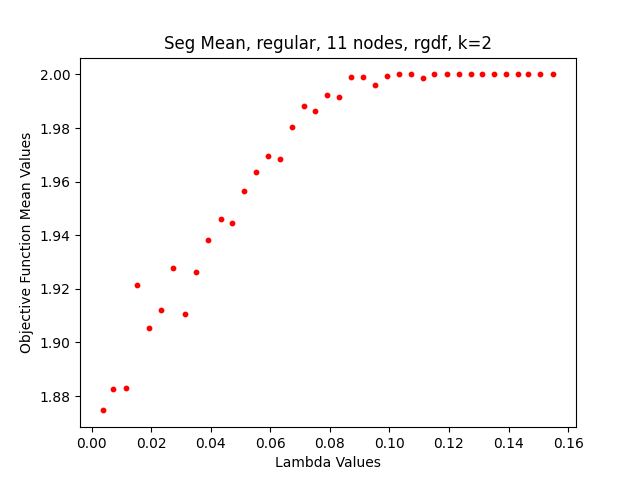 Seg Mean, regular, 11 nodes, rgdf, k=2
Objective Function Mean Values
2.00
1.98
1.96
1.94
1.92
1.90
1.88
0.00 0.02 0.04 0.06 0.08 0.10 0.12 0.14 0.16
Lambda Values